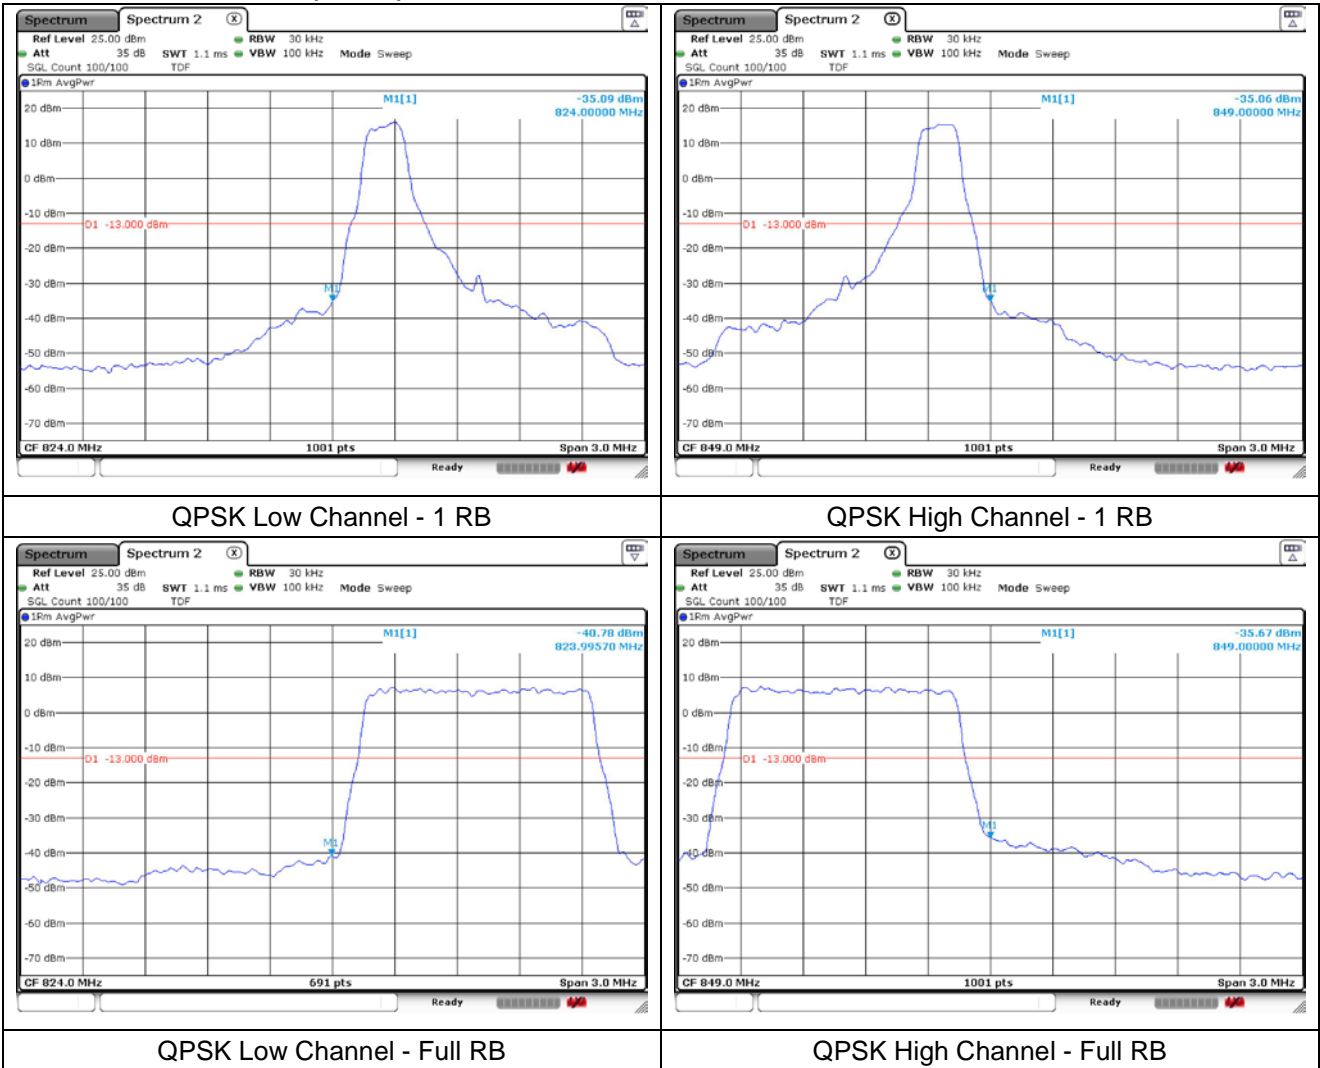 Spectrum Spectrum 2 X
Ref Level 25.00 dBm RBW 30 kHz
Att 35 dB SWT 1.1 ms VBW 100 kHz Mode Sweep
SGL Count 100/100 TDF
1Rm AvgPwr
M1[1] -35.09 dBm
824.00000 MHz
20 dBm
10 dBm
0 dBm
-10 dBm
D1 -13.000 dBm
-20 dBm
-30 dBm
M1
-40 dBm
-50 dBm
-60 dBm
-70 dBm
CF 824.0 MHz 1001 pts Span 3.0 MHz
Ready
QPSK Low Channel - 1 RB
Spectrum Spectrum 2 X
Ref Level 25.00 dBm RBW 30 kHz
Att 35 dB SWT 1.1 ms VBW 100 kHz Mode Sweep
SGL Count 100/100 TDF
1Rm AvgPwr
M1[1] -35.06 dBm
849.00000 MHz
20 dBm
10 dBm
0 dBm
-10 dBm
D1 -13.000 dBm
-20 dBm
-30 dBm
M1
-40 dBm
-50 dBm
-60 dBm
-70 dBm
CF 849.0 MHz 1001 pts Span 3.0 MHz
Ready
QPSK High Channel - 1 RB
Spectrum Spectrum 2 X
Ref Level 25.00 dBm RBW 30 kHz
Att 35 dB SWT 1.1 ms VBW 100 kHz Mode Sweep
SGL Count 100/100 TDF
1Rm AvgPwr
M1[1] -40.78 dBm
823.99570 MHz
20 dBm
10 dBm
0 dBm
-10 dBm
D1 -13.000 dBm
-20 dBm
-30 dBm
M1
-40 dBm
-50 dBm
-60 dBm
-70 dBm
CF 824.0 MHz 691 pts Span 3.0 MHz
Ready
QPSK Low Channel - Full RB
Spectrum Spectrum 2 X
Ref Level 25.00 dBm RBW 30 kHz
Att 35 dB SWT 1.1 ms VBW 100 kHz Mode Sweep
SGL Count 100/100 TDF
1Rm AvgPwr
M1[1] -35.67 dBm
849.00000 MHz
20 dBm
10 dBm
0 dBm
-10 dBm
D1 -13.000 dBm
-20 dBm
-30 dBm
M1
-40 dBm
-50 dBm
-60 dBm
-70 dBm
CF 849.0 MHz 1001 pts Span 3.0 MHz
Ready
QPSK High Channel - Full RB